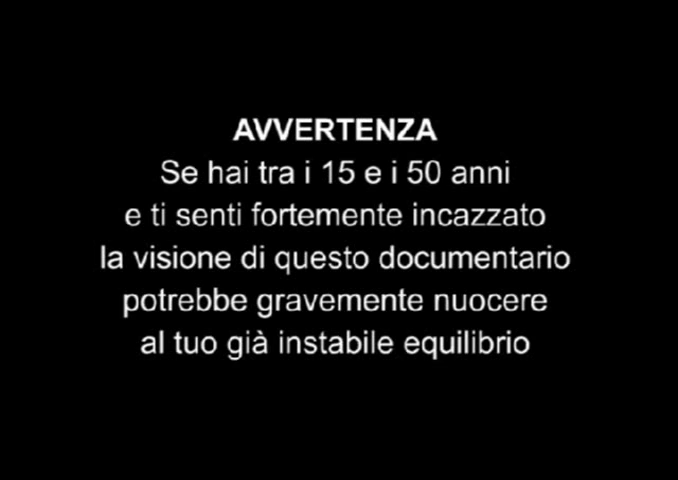 AVVERTENZA
Se hai tra i 15 e i 50 anni
e ti senti fortemente incazzato
la visione di questo documentario
potrebbe gravemente nuocere
al tuo già instabile equilibrio